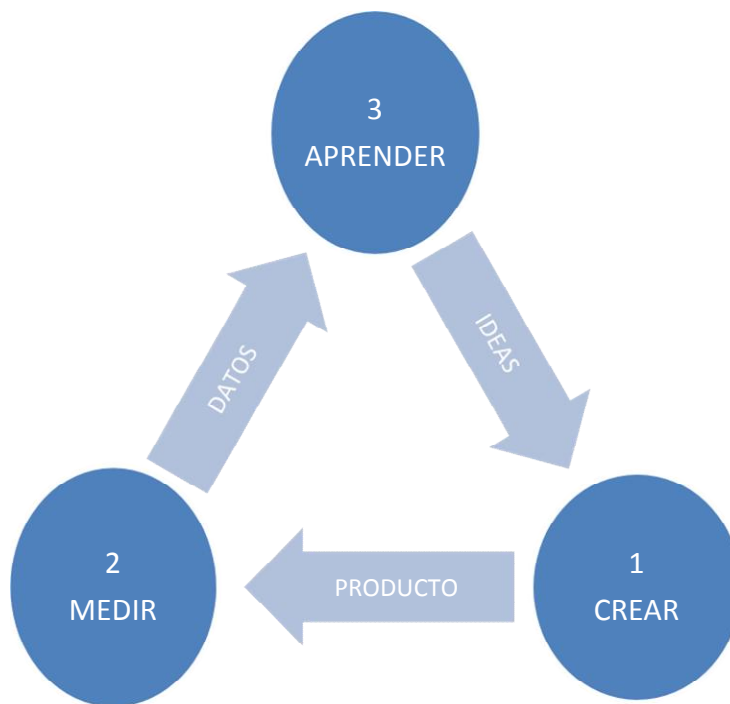 3
APRENDER
DATOS
IDEAS
2
MEDIR
PRODUCTO
1
CREAR